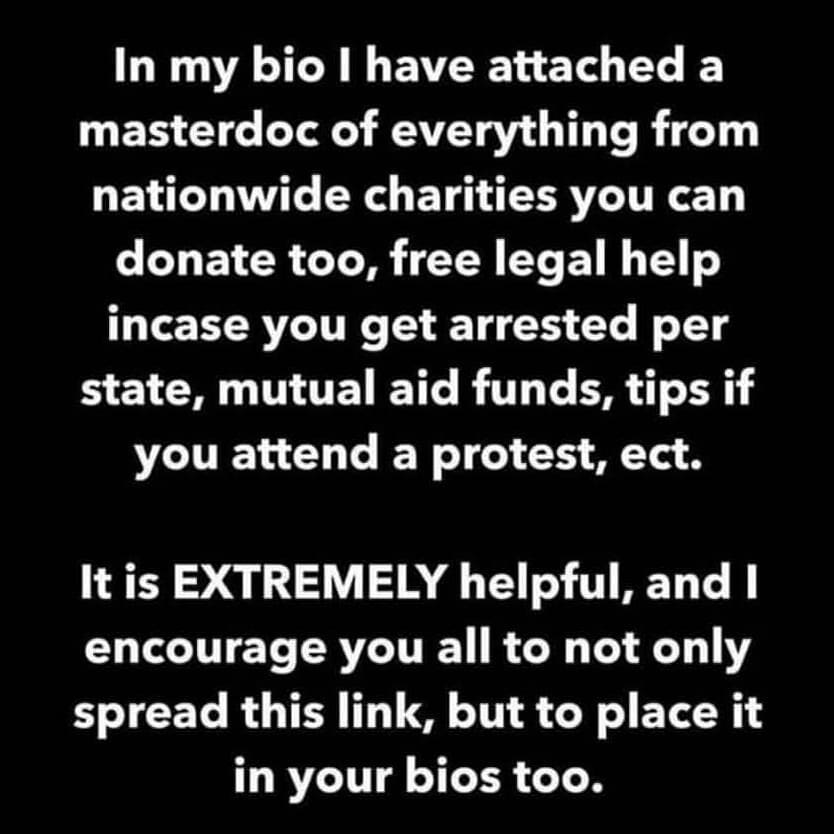 In my bio I have attached a
masterdoc of everything from
nationwide charities you can
donate too, free legal help
incase you get arrested per
state, mutual aid funds, tips if
you attend a protest, ect.
It is EXTREMELY helpful, and I
encourage you all to not only
spread this link, but to place it
in your bios too.